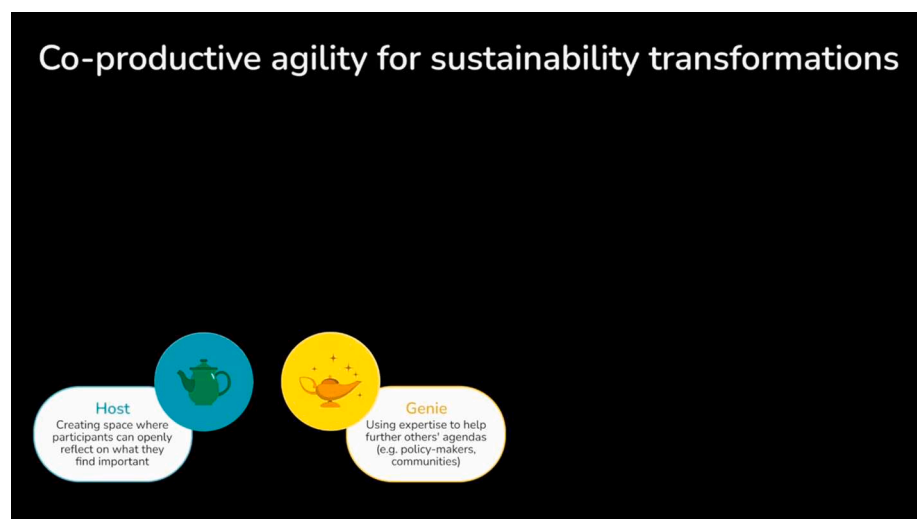 Co-productive agility for sustainability transformations
Host
Creating space where
participants can openly
reflect on what they
find important
Genie
Using expertise to help
further others' agendas
(e.g. policy-makers,
communities)